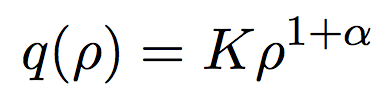 q(ρ) = Kρ^{1+α}